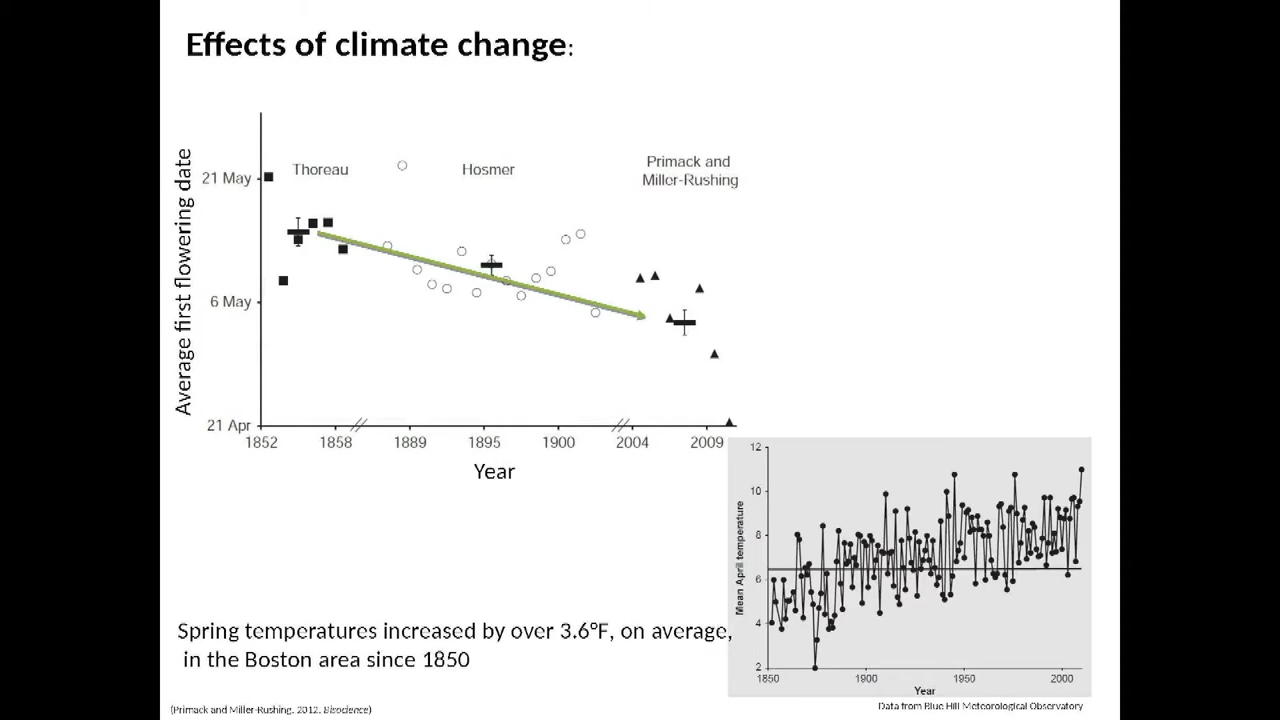 Effects of climate change:
Average first flowering date
Thoreau
Hosmer
Primack and
Miller-Rushing
21 May
6 May
21 Apr
1852 1858 1889 1895 1900 2004 2009
Year
12
10
8
6
4
2
Mean April temperature
1850 1900 1950 2000
Year
Spring temperatures increased by over 3.6°F, on average,
in the Boston area since 1850
(Primack and Miller-Rushing. 2012. Bioscience)
Data from Blue Hill Meteorological Observatory